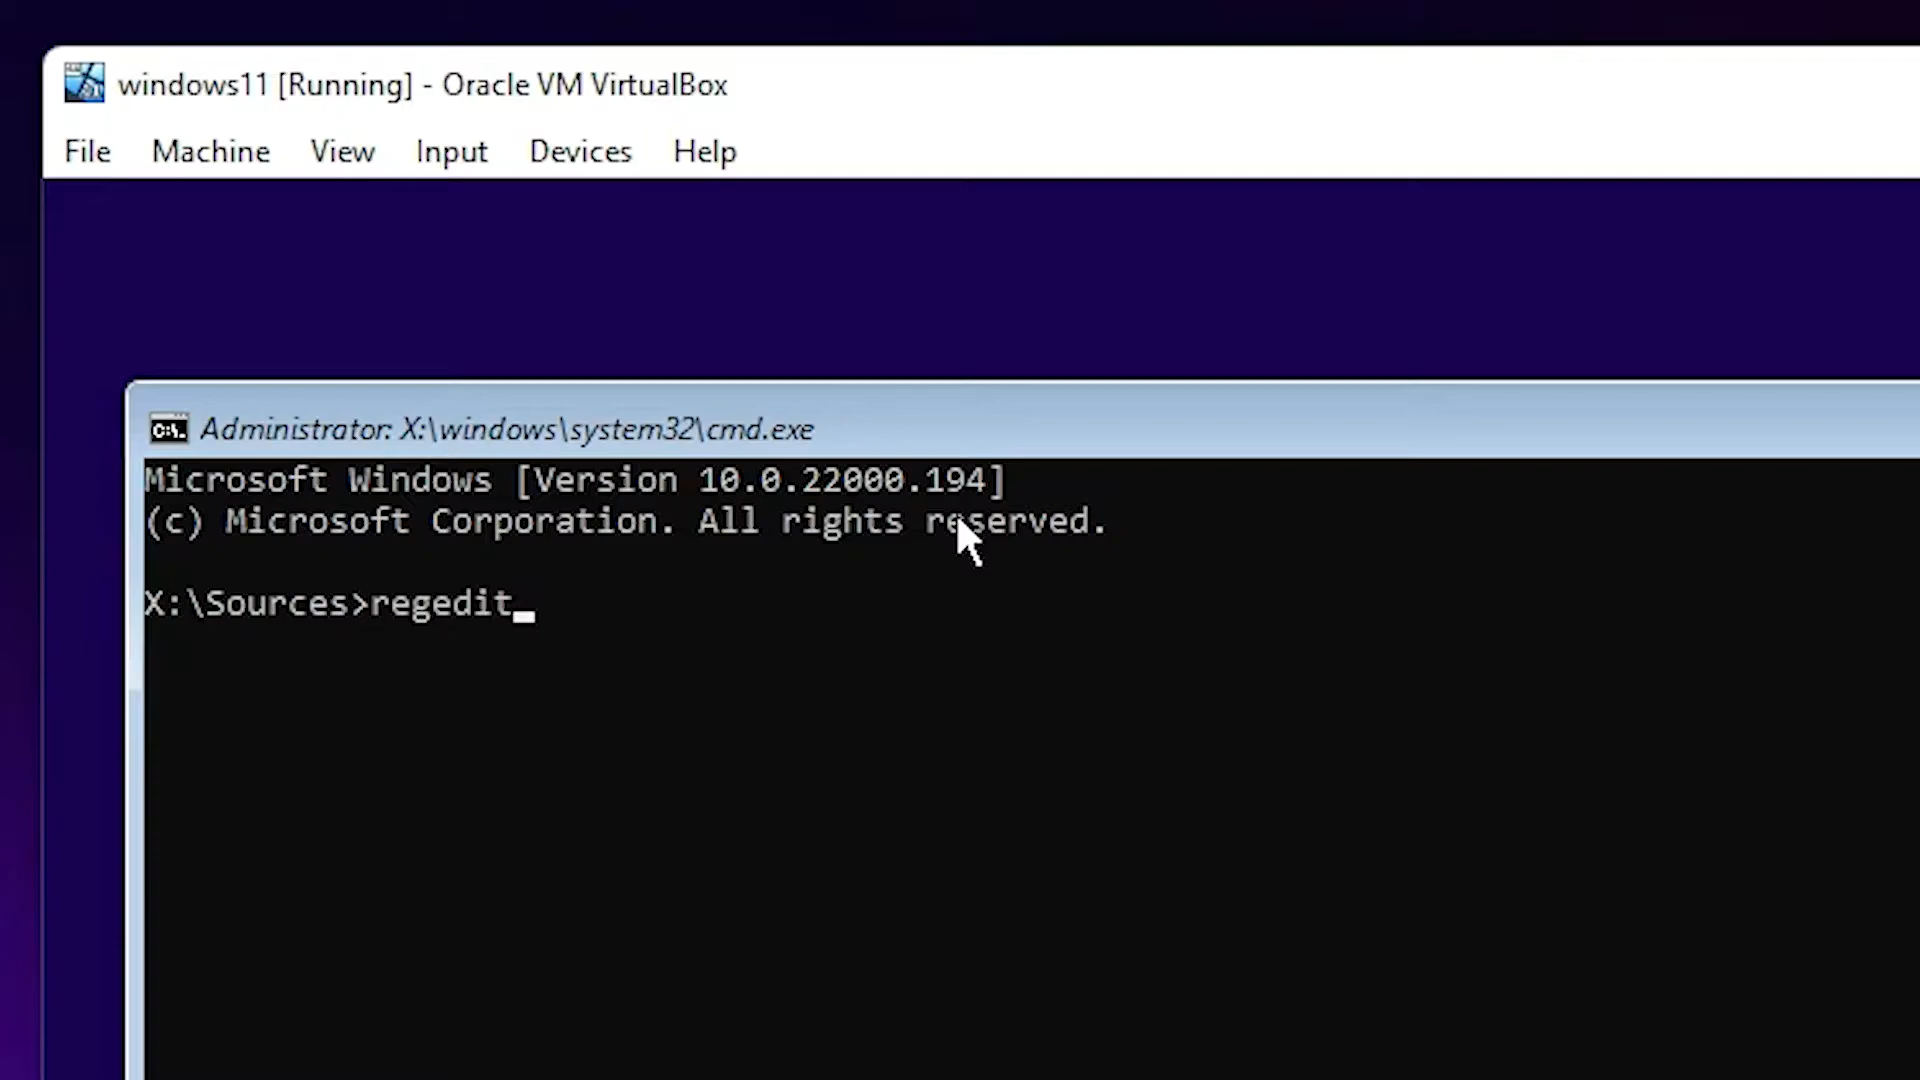 windows11 [Running] - Oracle VM VirtualBox
File Machine View Input Devices Help
C:\. Administrator: X:\windows\system32\cmd.exe
Microsoft Windows [Version 10.0.22000.194]
(c) Microsoft Corporation. All rights reserved.
X:\Sources>regedit